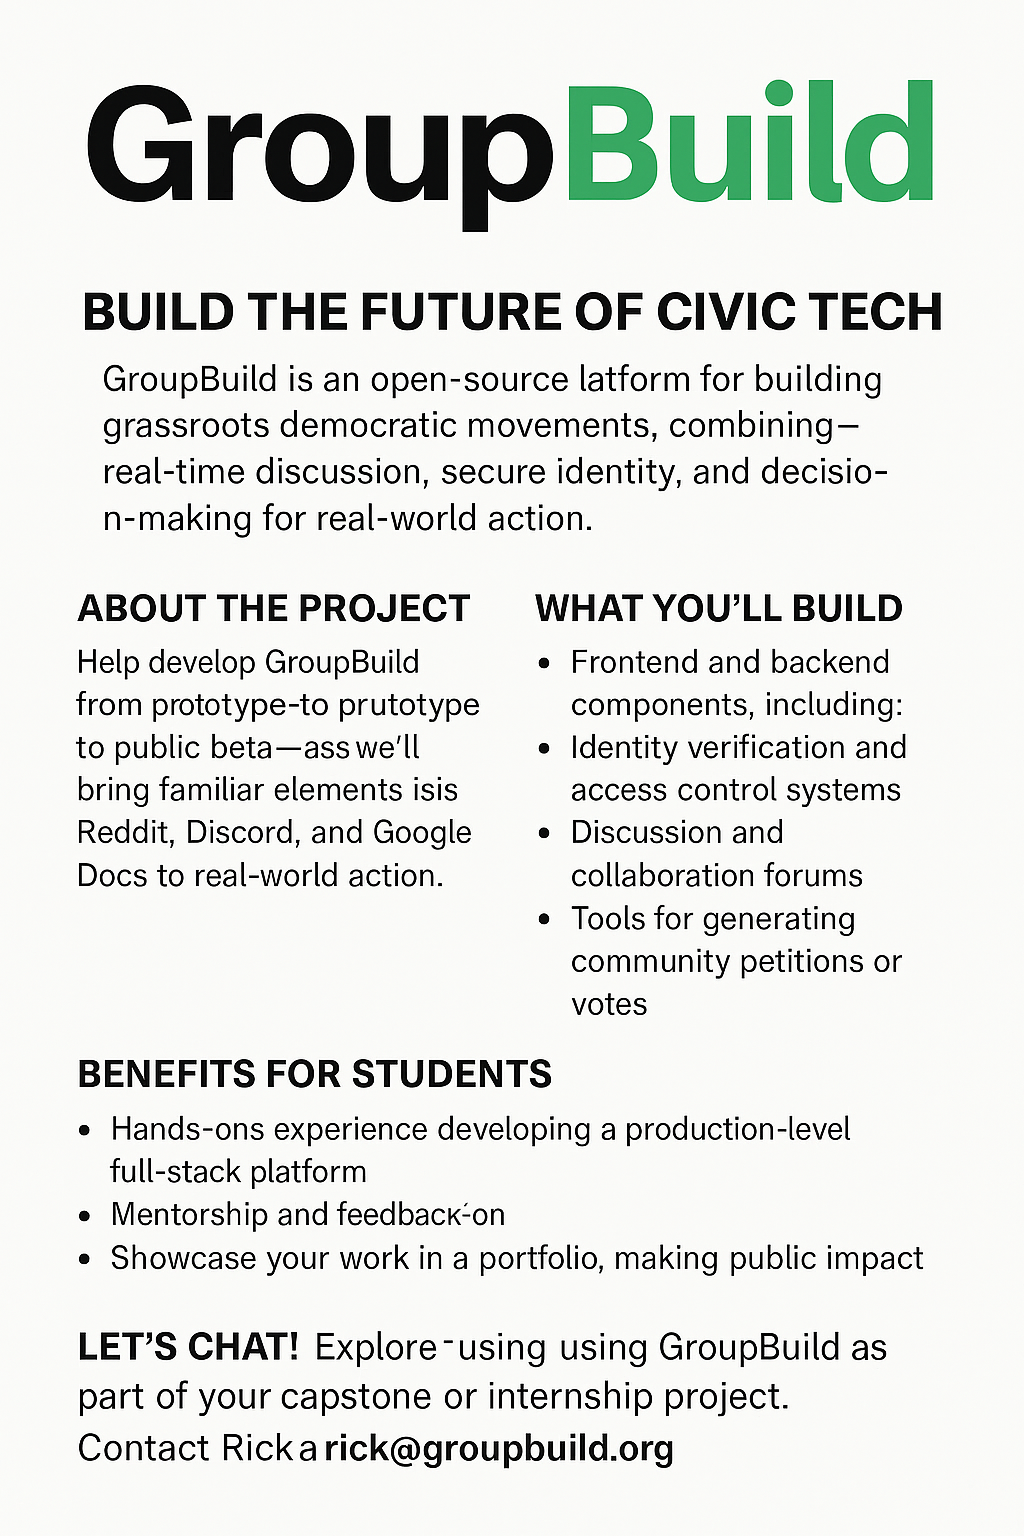 GroupBuild
BUILD THE FUTURE OF CIVIC TECH
GroupBuild is an open-source latform for building
grassroots democratic movements, combining—
real-time discussion, secure identity, and decisio-
n-making for real-world action.
ABOUT THE PROJECT
Help develop GroupBuild
from prototype-to prutotype
to public beta—ass we'll
bring familiar elements isis
Reddit, Discord, and Google
Docs to real-world action.
WHAT YOU'LL BUILD
• Frontend and backend
components, including:
• Identity verification and
access control systems
• Discussion and
collaboration forums
• Tools for generating
community petitions or
votes
BENEFITS FOR STUDENTS
• Hands-ons experience developing a production-level
full-stack platform
• Mentorship and feedback-on
• Showcase your work in a portfolio, making public impact
LET'S CHAT! Explore -using using GroupBuild as
part of your capstone or internship project.
Contact Rick a rick@groupbuild.org